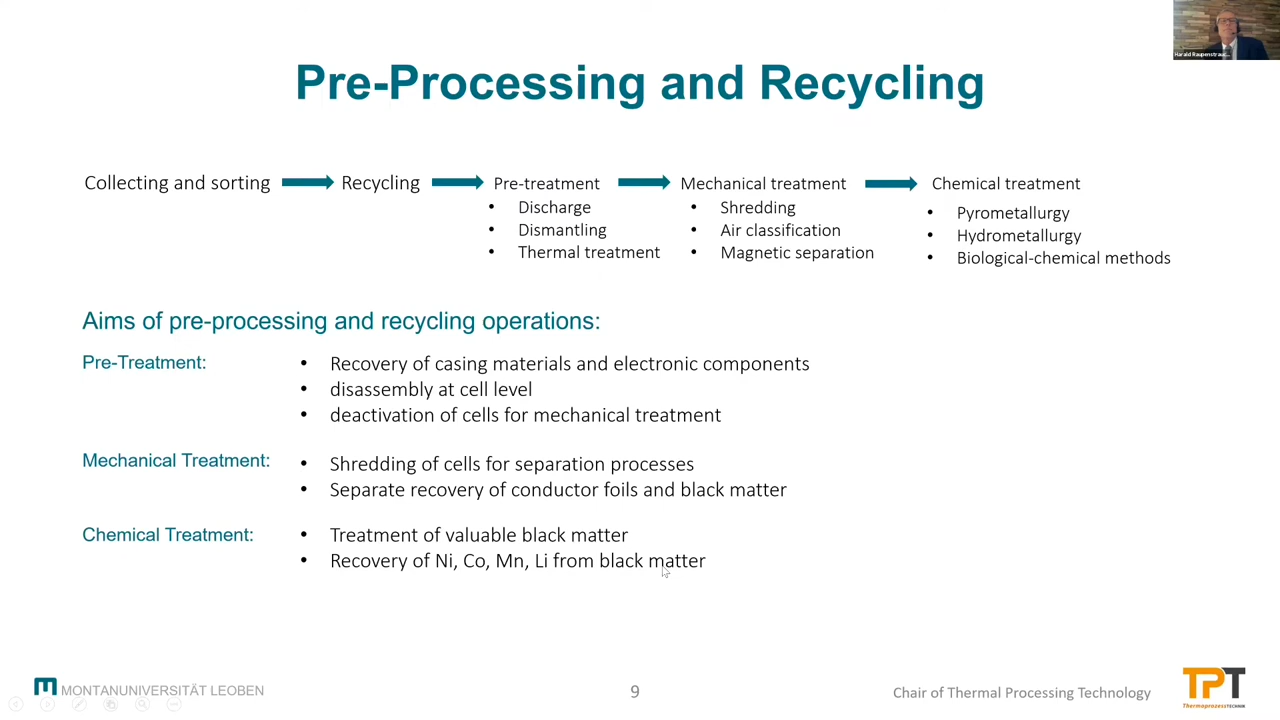 Harald Raupenstrauc...
Pre-Processing and Recycling
Collecting and sorting Recycling Pre-treatment Mechanical treatment Chemical treatment
• Discharge
• Dismantling
• Thermal treatment
• Shredding
• Air classification
• Magnetic separation
• Pyrometallurgy
• Hydrometallurgy
• Biological-chemical methods
Aims of pre-processing and recycling operations:
Pre-Treatment: • Recovery of casing materials and electronic components
• disassembly at cell level
• deactivation of cells for mechanical treatment
Mechanical Treatment: • Shredding of cells for separation processes
• Separate recovery of conductor foils and black matter
Chemical Treatment: • Treatment of valuable black matter
• Recovery of Ni, Co, Mn, Li from black matter
MONTANUNIVERSITÄT LEOBEN
9
Chair of Thermal Processing Technology
TPT
ThermoprozessTECHNIK